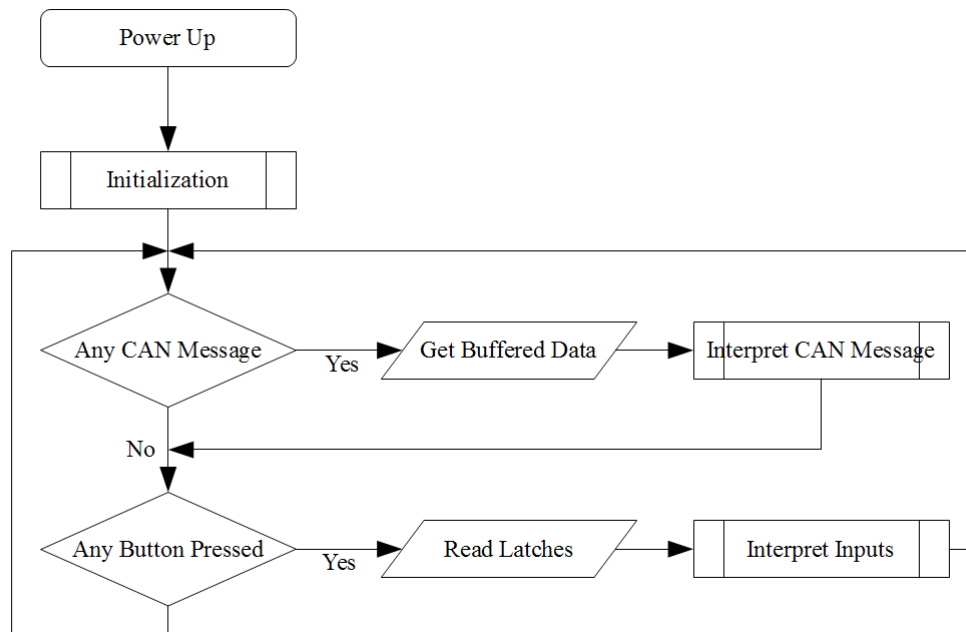 Power Up
Initialization
Any CAN Message
Yes
Get Buffered Data
Interpret CAN Message
No
Any Button Pressed
Yes
Read Latches
Interpret Inputs